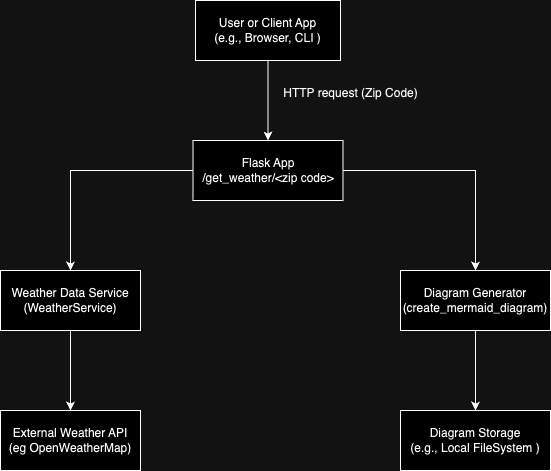 User or Client App
(e.g., Browser, CLI )
HTTP request (Zip Code)
Flask App
/get_weather/<zip code>
Weather Data Service
(WeatherService)
Diagram Generator
(create_mermaid_diagram)
External Weather API
(eg OpenWeatherMap)
Diagram Storage
(e.g., Local FileSystem )